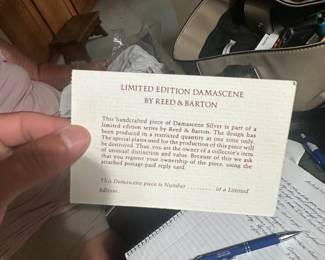 LIMITED EDITION DAMASCENE
BY REED & BARTON
This handcrafted piece of Damascene Silver is part of a
limited edition series by Reed & Barton. The design has
been produced in a restricted quantity at one time only.
The special plates used for the production of this piece will
be destroyed. Thus, you are the owner of a collector's item
of unusual distinction and value. Because of this we ask
that you register your ownership of the piece, using the
attached postage-paid reply card.
This Damascene piece is Number .......... of a Limited
Edition.